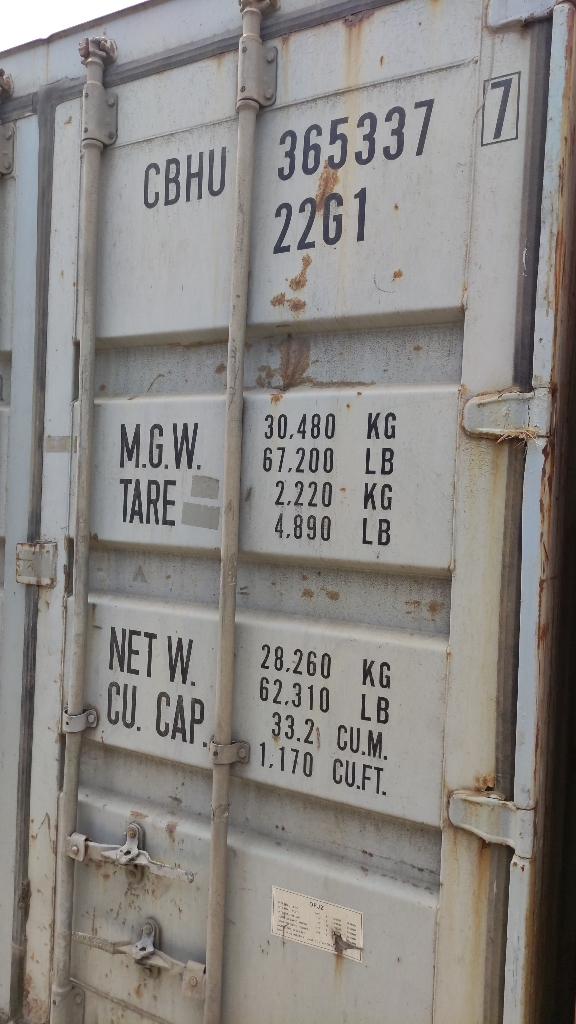 CBHU 365337 7
22G1
M.G.W. 30.480 KG
67.200 LB
TARE 2.220 KG
4.890 LB
NET W. 28.260 KG
62.310 LB
CU. CAP. 33.2 CU.M.
1.170 CU.FT.